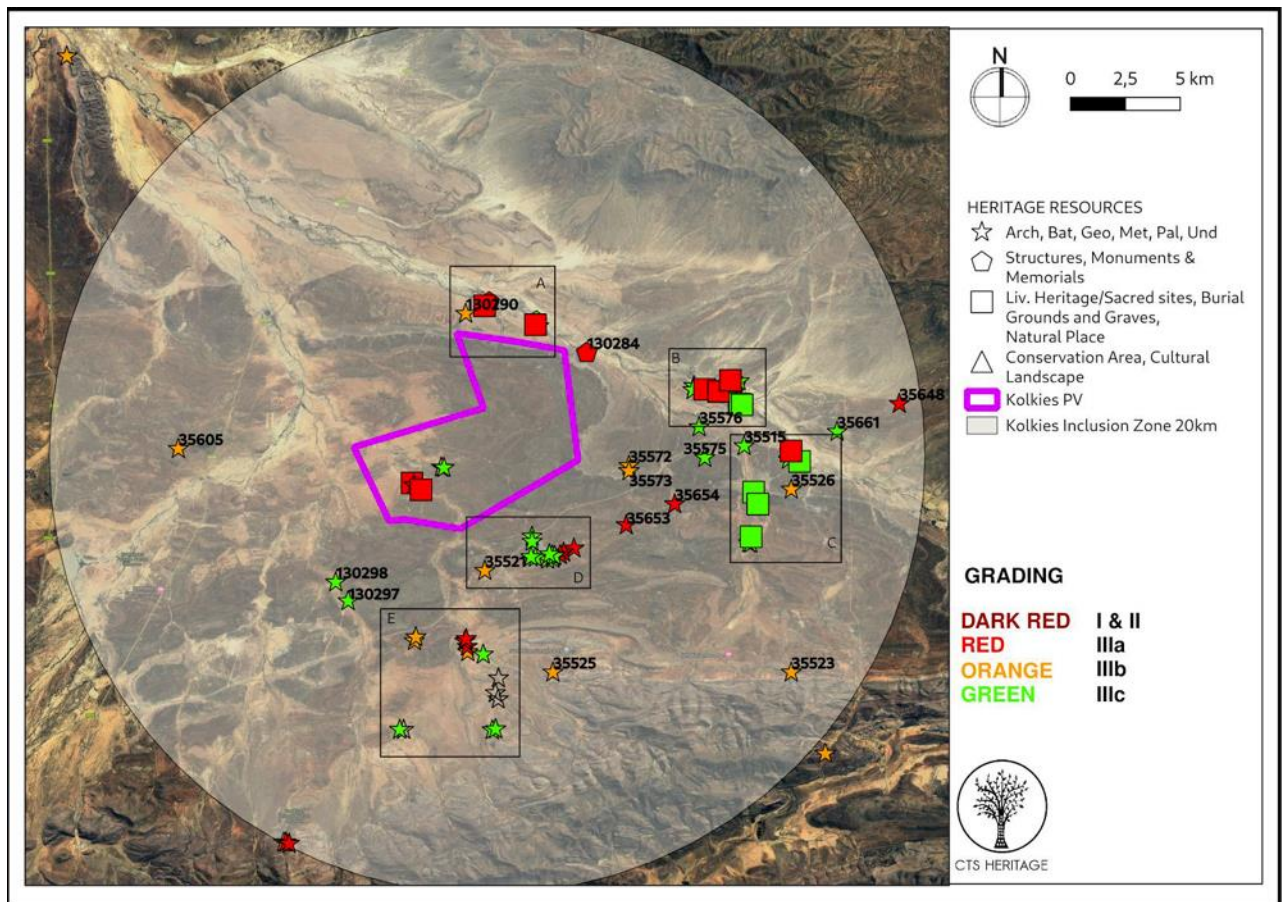 N
0 2,5 5 km
HERITAGE RESOURCES
Arch, Bat, Geo, Met, Pal, Und
Structures, Monuments &
Memorials
Liv. Heritage/Sacred sites, Burial
Grounds and Graves,
Natural Place
Conservation Area, Cultural
Landscape
Kolkies PV
Kolkies Inclusion Zone 20km
GRADING
DARK RED I & II
RED IIIa
ORANGE IIIb
GREEN IIIc
CTS HERITAGE
A
130290
130284
B
35648
35576
35661
35605
35515
35575
35572
35573
35526
35654
35653
C
35521
D
130298
130297
E
35525
35523